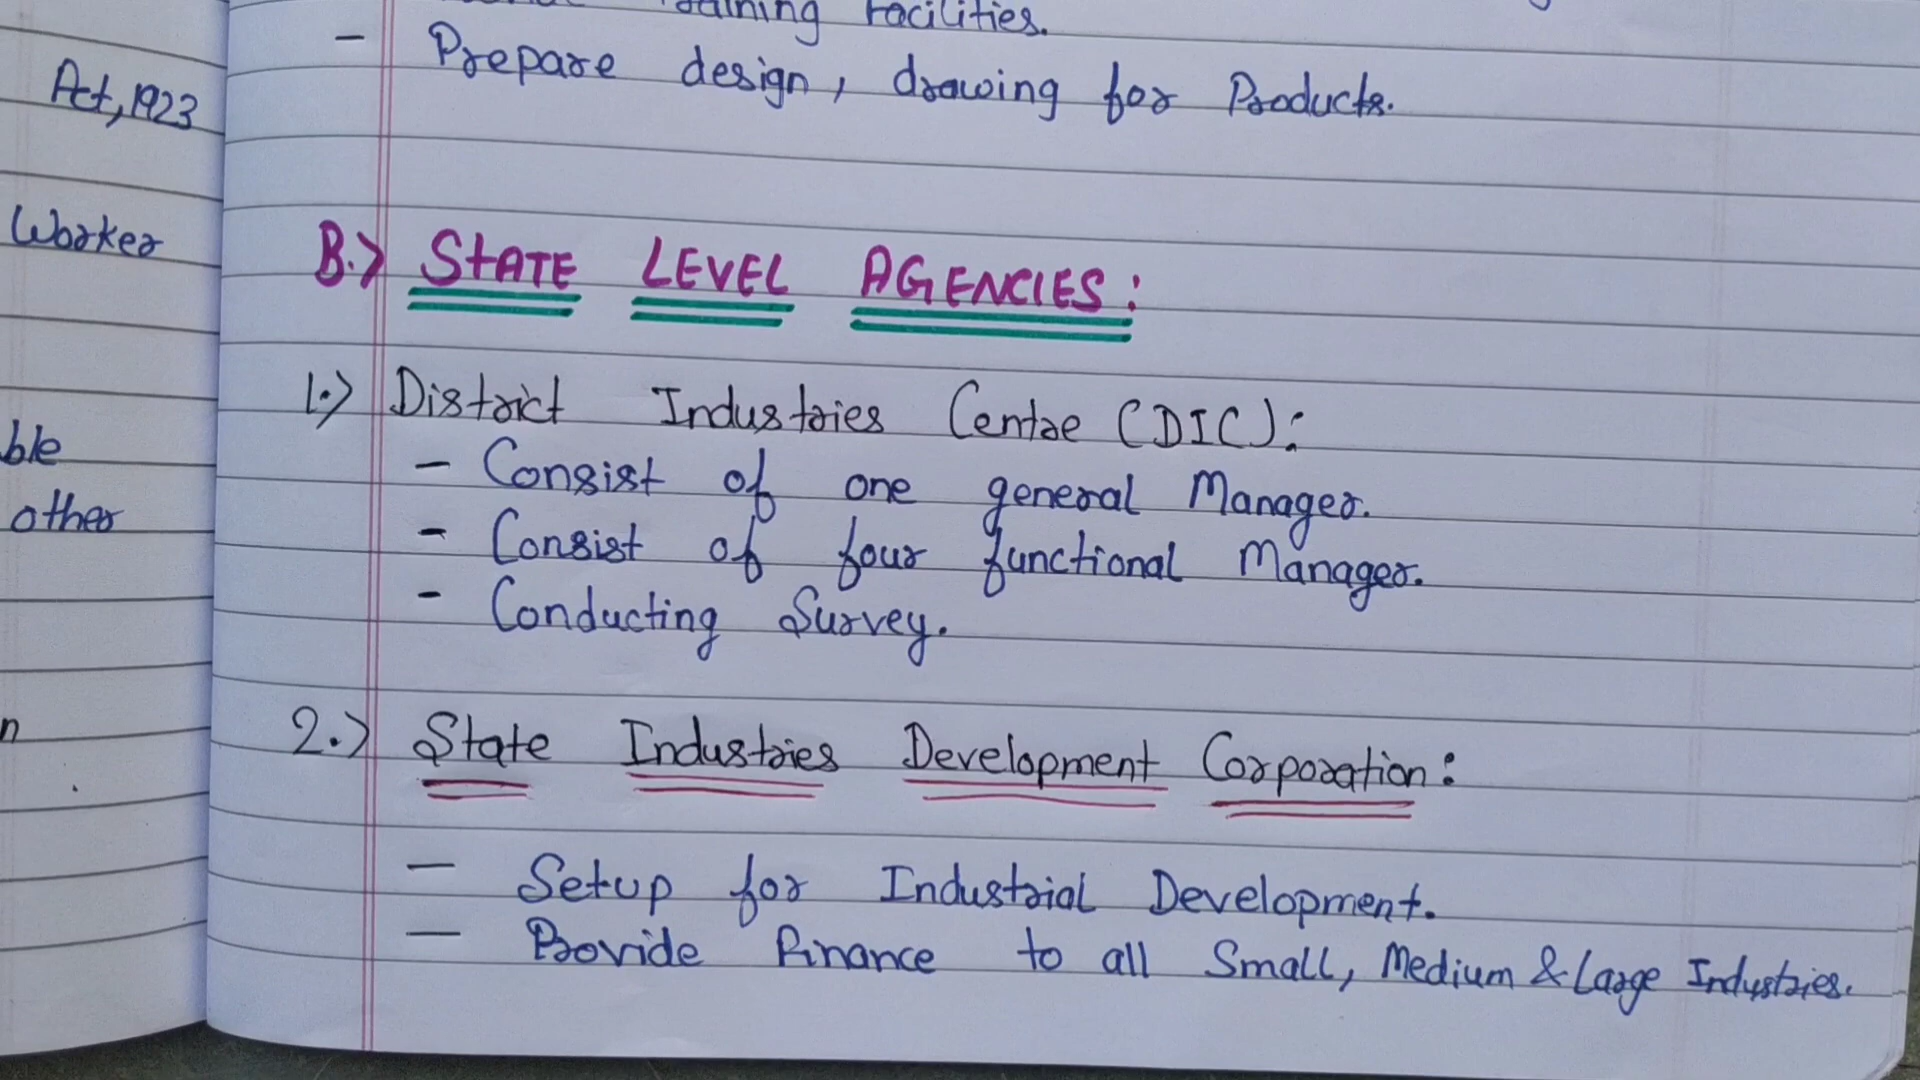 Training Facilities.
- Prepare design, drawing for Products.
Act, 1923
Worker
ble
other
n
B.) STATE LEVEL AGENCIES:
1.) District Industries Centre (DIC):
- Consist of one general Manager.
- Consist of four functional Manager.
- Conducting Survey.
2.) State Industries Development Corporation:
- Setup for Industrial Development.
- Provide Finance to all Small, Medium & Large Industries.